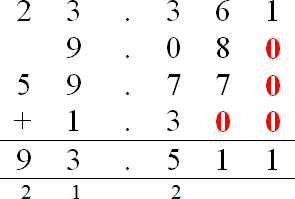 2 3 . 3 6 1
9 . 0 8 0
5 9 . 7 7 0
+ 1 . 3 0 0
9 3 . 5 1 1
2 1 2